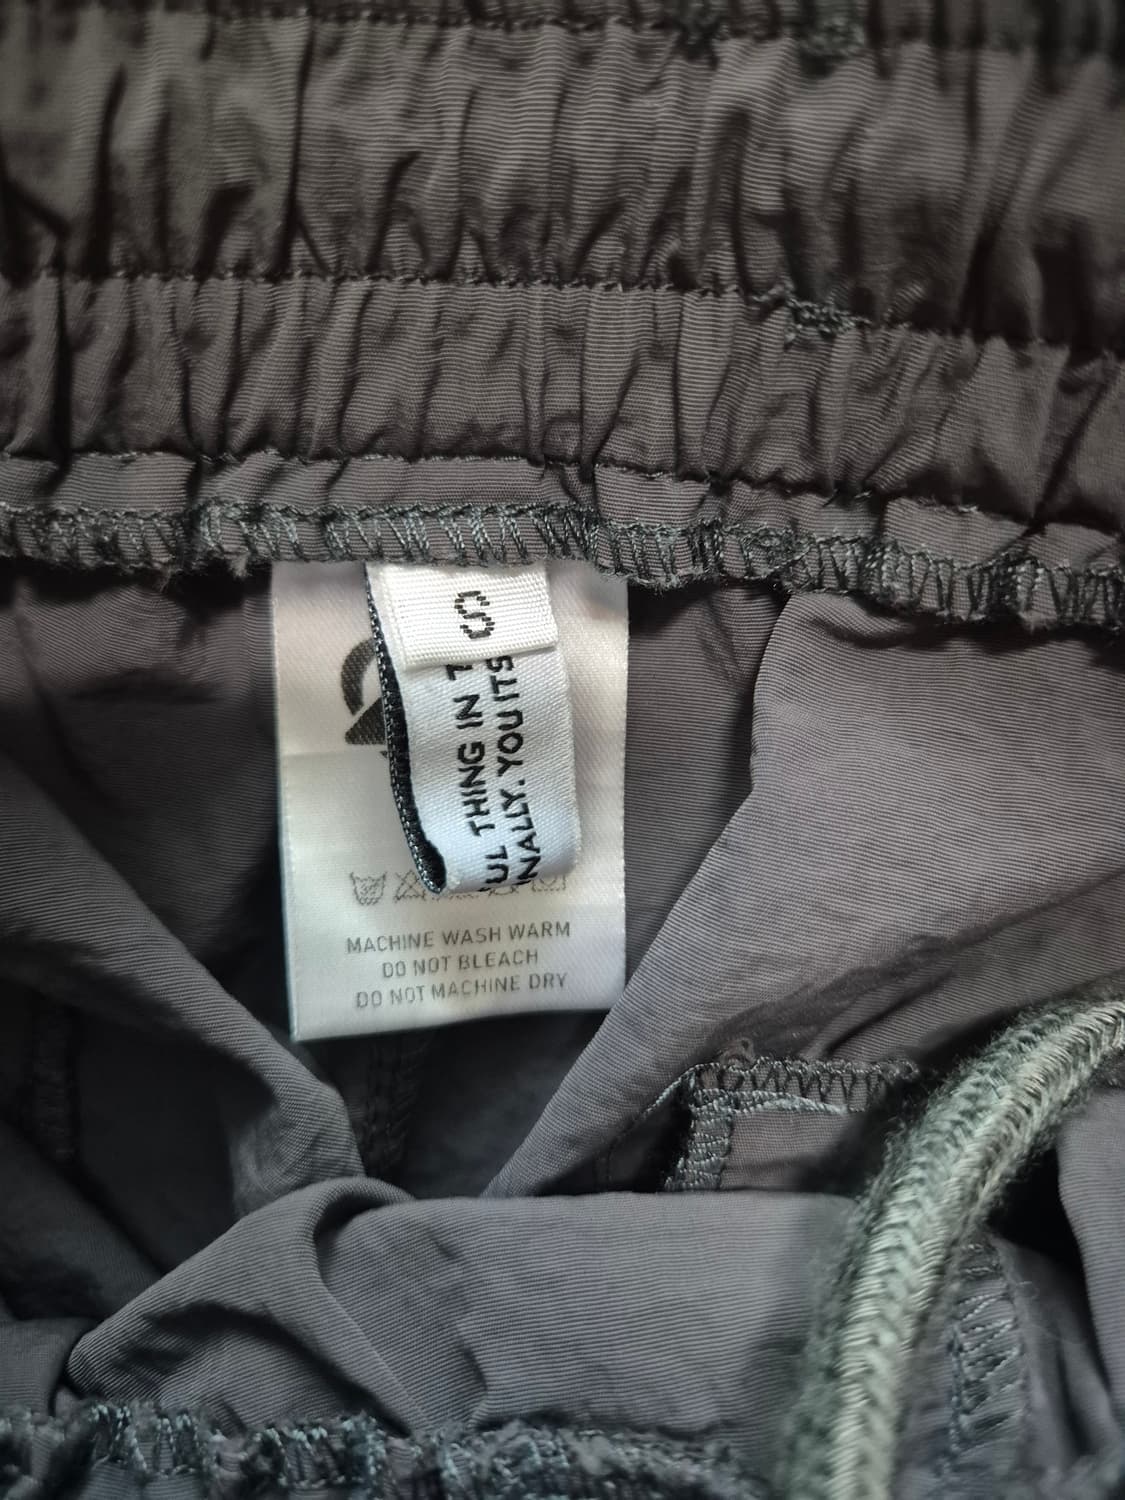 S
THING IN
YOU ITS
MACHINE WASH WARM
DO NOT BLEACH
DO NOT MACHINE DRY